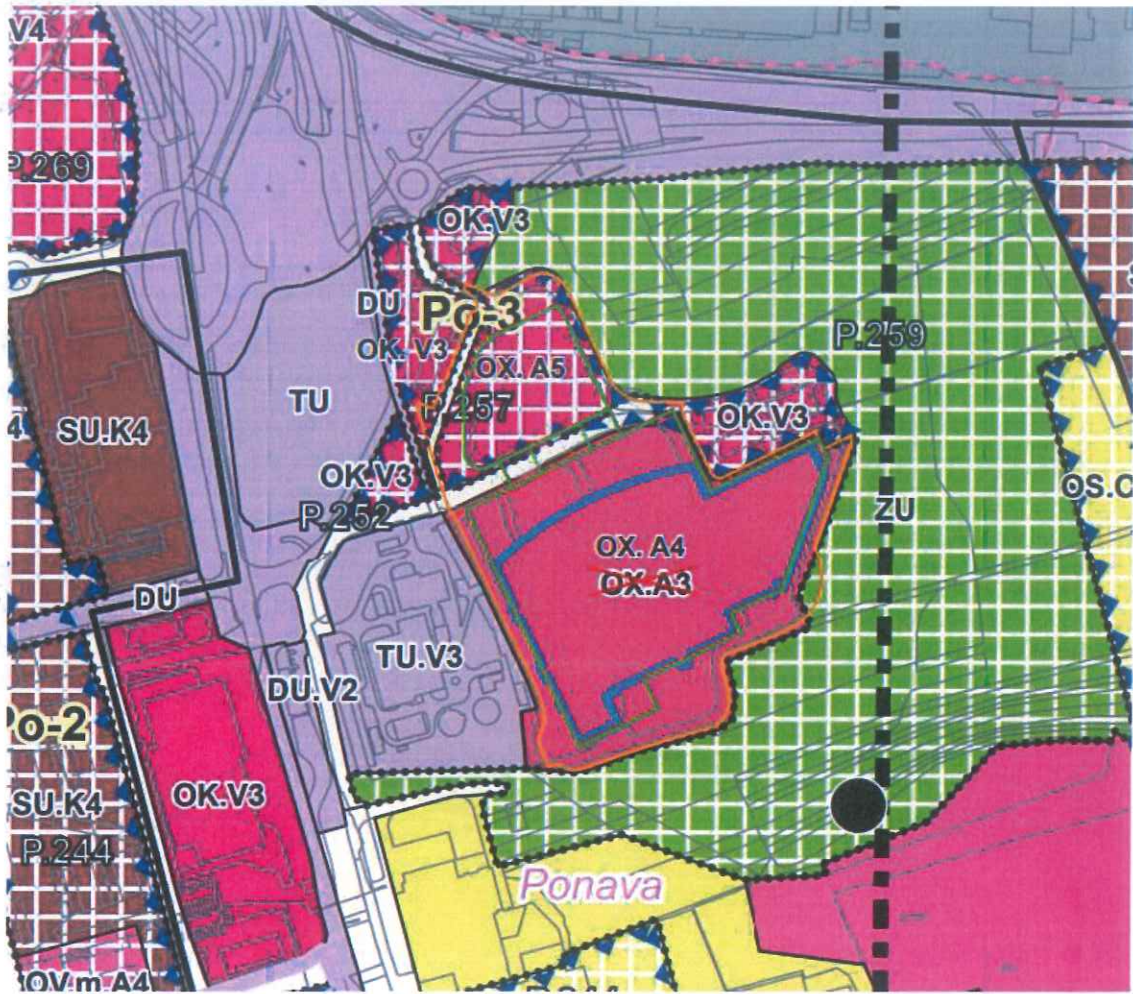 V4
P.269
OK.V3
DU
Po-3
OK. V3
P.259
OX. A5
TU
P.257
SU.K4
OK.V3
OK.V3
P.252
OS.C
ZU
OX. A4
OX.A3
DU
TU.V3
DU.V2
Po-2
SU.K4
OK.V3
P.244
Ponava
OV.m.A4